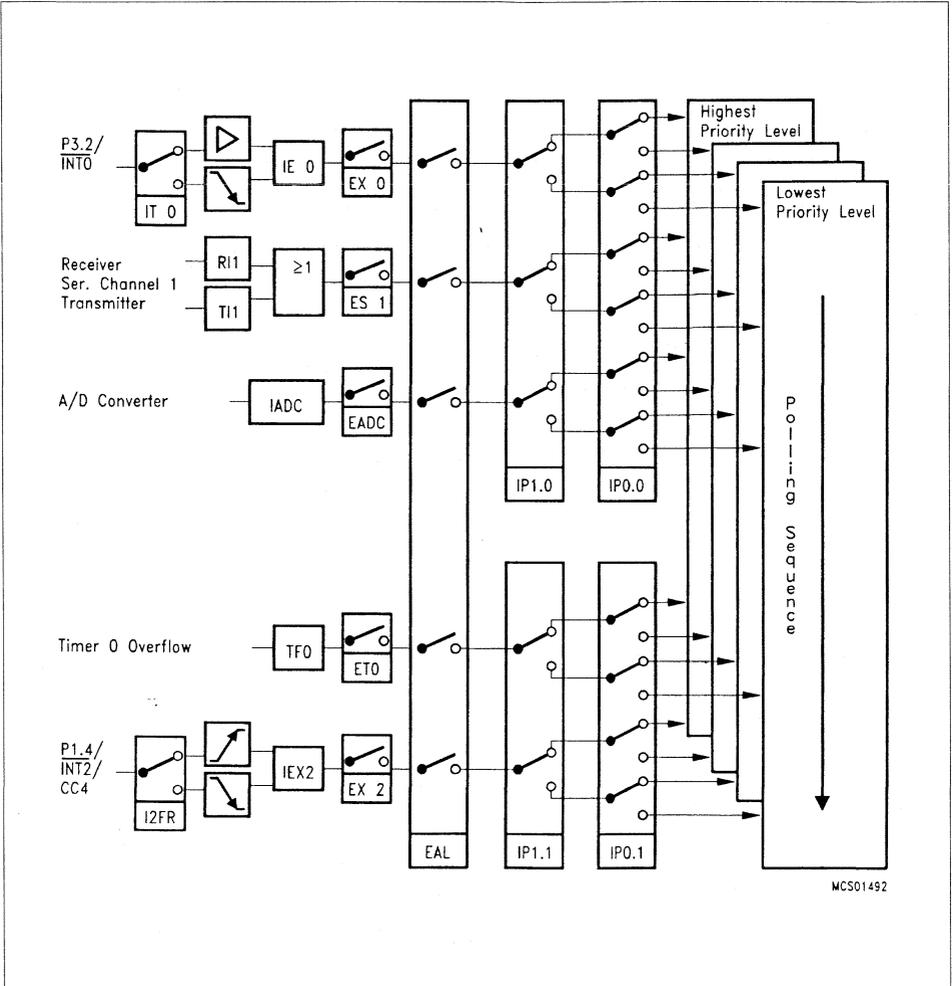 Highest
Priority Level
P3.2/
INT0
IT 0
IE 0
EX 0
Lowest
Priority Level
Receiver
Ser. Channel 1
Transmitter
RI1
TI1
≥1
ES 1
A/D Converter
IADC
EADC
IP1.0
IP0.0
Polling Sequence
Timer 0 Overflow
TF0
ET0
P1.4/
INT2/
CC4
I2FR
IEX2
EX 2
EAL
IP1.1
IP0.1
MCS01492